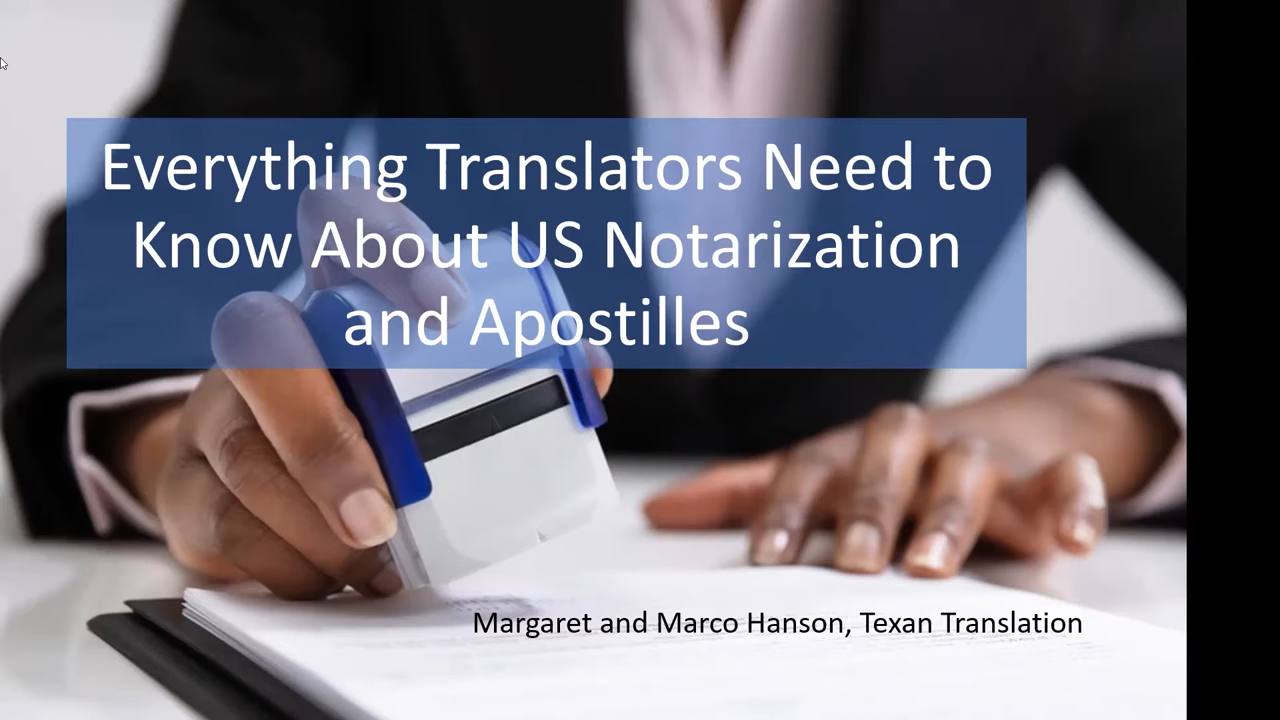 Everything Translators Need to
Know About US Notarization
and Apostilles
Margaret and Marco Hanson, Texan Translation